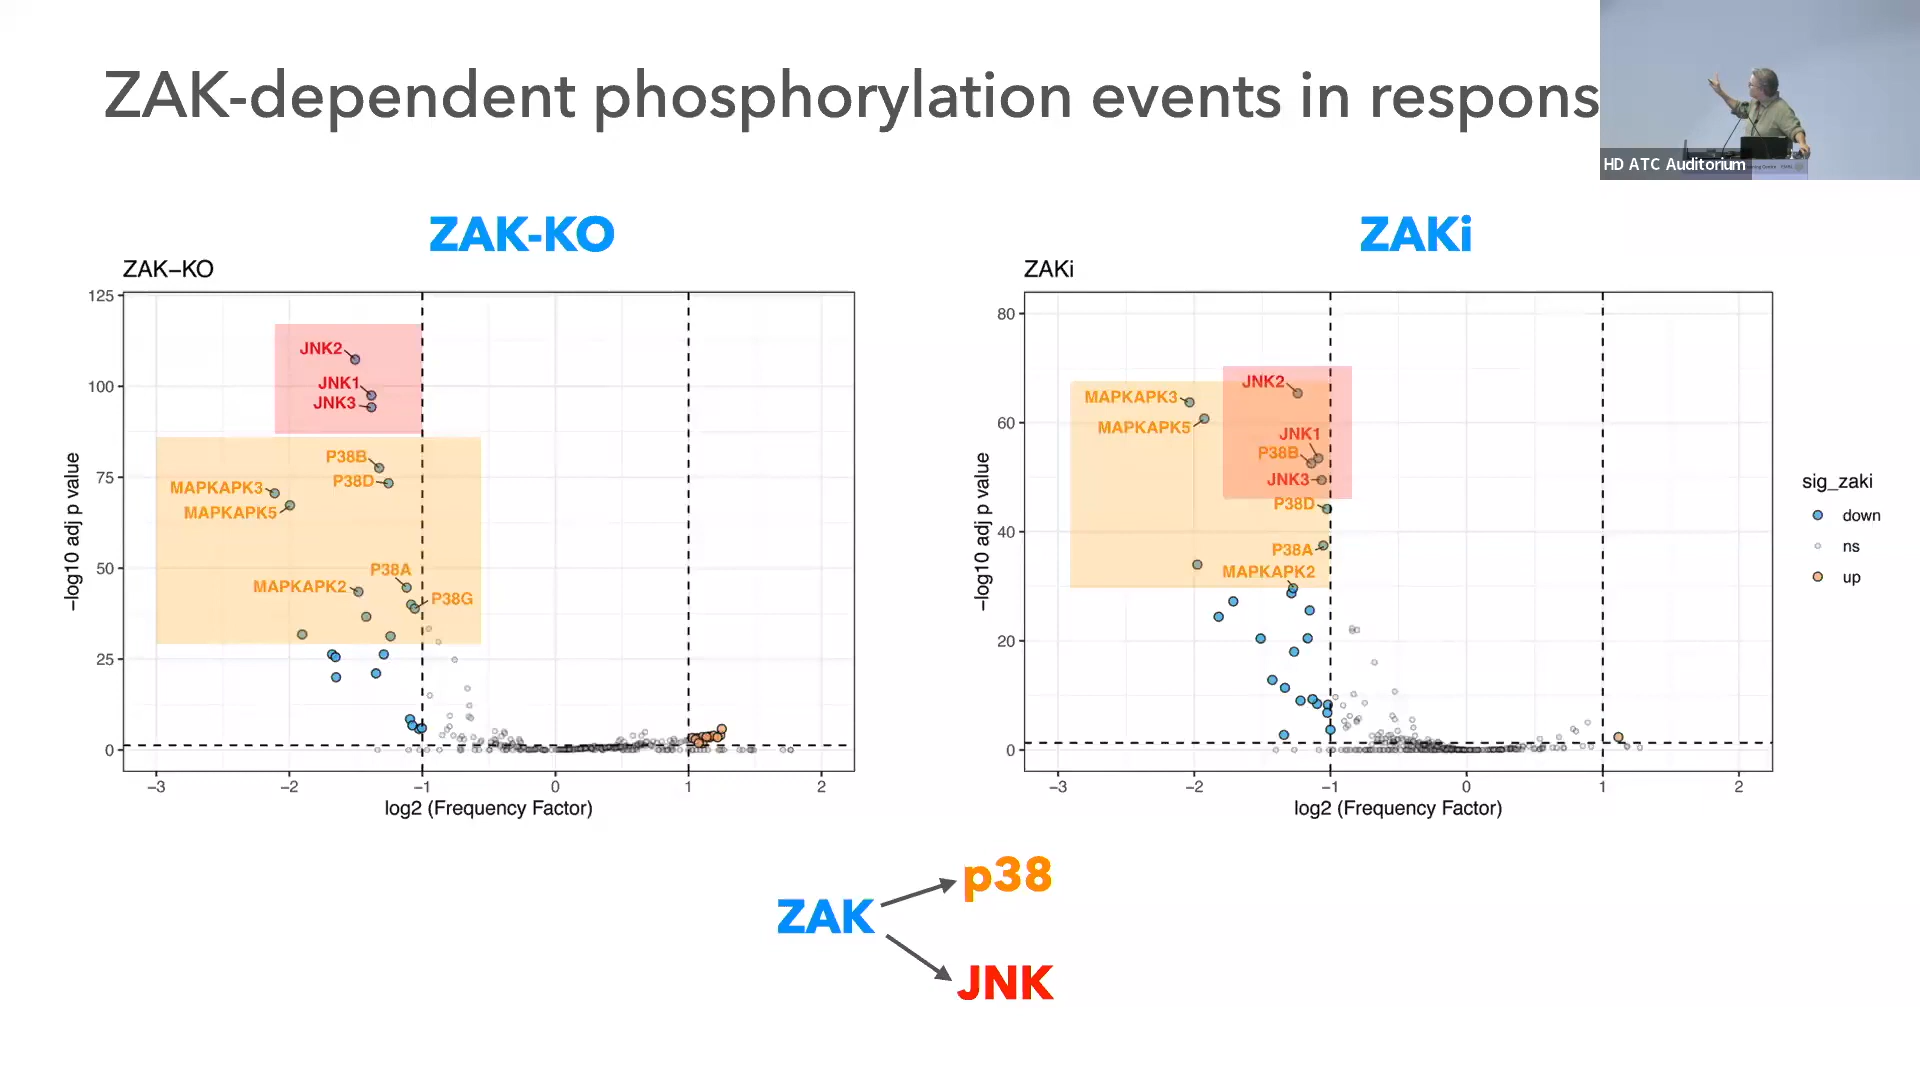 ZAK-dependent phosphorylation events in respons
HD ATC Auditorium
ZAK-KO
ZAK−KO
125
100
75
50
25
0
−log10 adj p value
JNK2
JNK1
JNK3
P38B
P38D
MAPKAPK3
MAPKAPK5
P38A
MAPKAPK2
P38G
−3
−2
−1
0
1
2
log2 (Frequency Factor)
ZAKi
ZAKi
80
60
40
20
0
−log10 adj p value
JNK2
MAPKAPK3
MAPKAPK5
JNK1
P38B
JNK3
P38D
P38A
MAPKAPK2
−3
−2
−1
0
1
2
log2 (Frequency Factor)
sig_zaki
down
ns
up
p38
ZAK
JNK